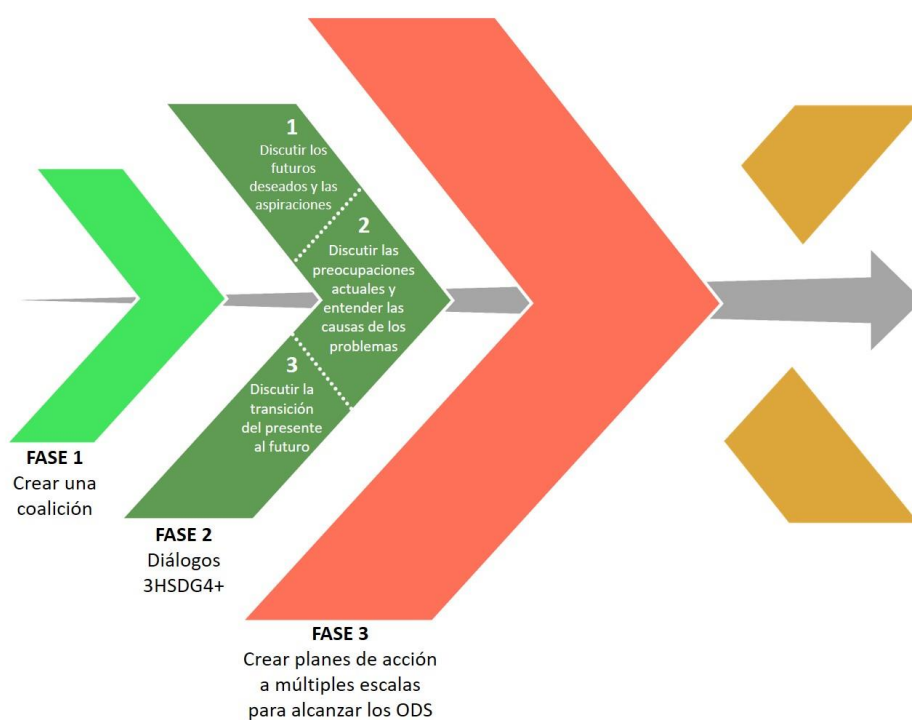 1
Discutir los
futuros
deseados y las
aspiraciones
2
Discutir las
preocupaciones
actuales y
entender las
causas de los
problemas
3
Discutir la
transición
del presente
al futuro
FASE 1
Crear una
coalición
FASE 2
Diálogos
3HSDG4+
FASE 3
Crear planes de acción
a múltiples escalas
para alcanzar los ODS